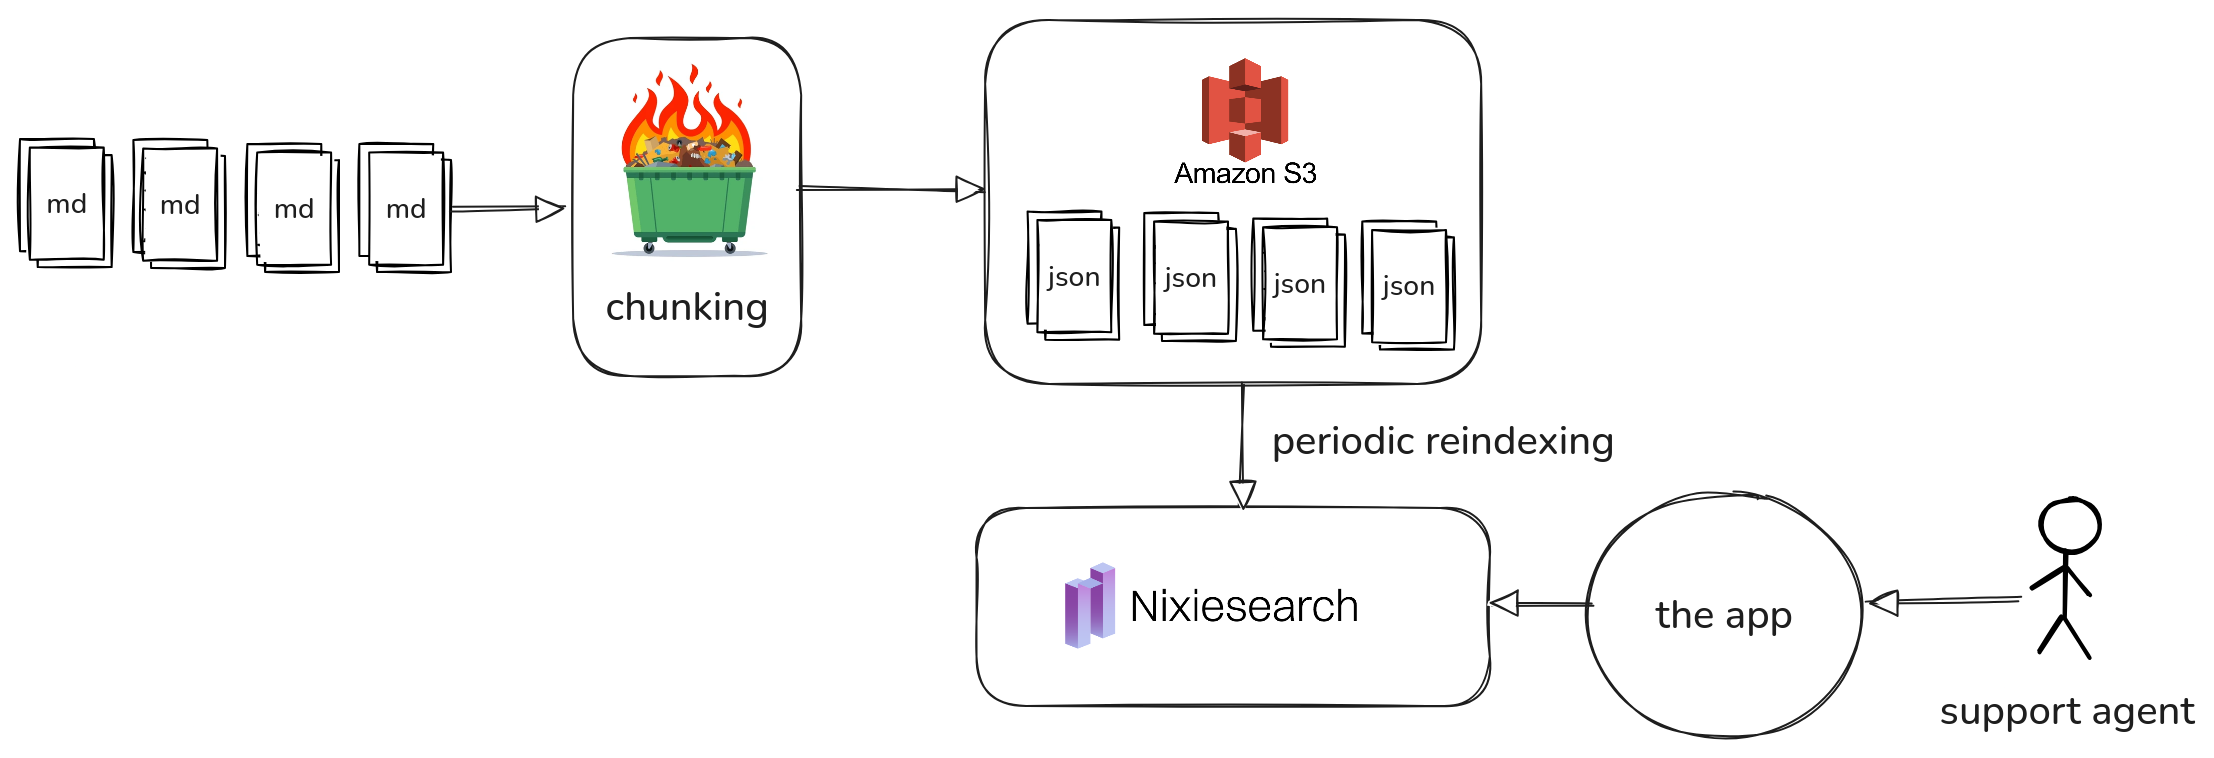 md
md
md
md
chunking
Amazon S3
json
json
json
json
periodic reindexing
Nixiesearch
the app
support agent